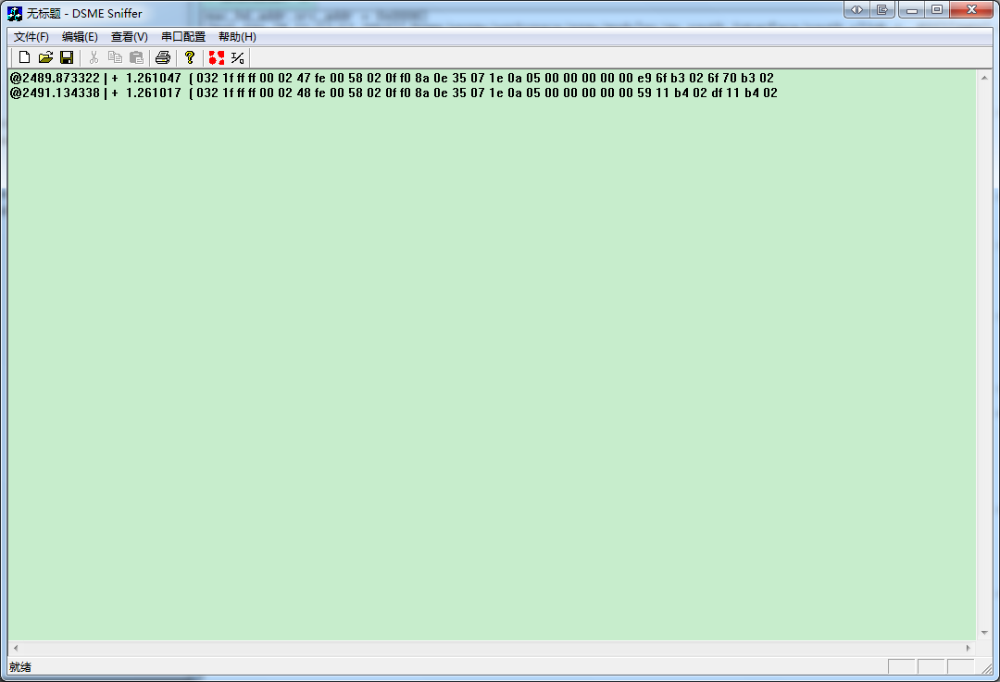 无标题 - DSME Sniffer
文件(F) 编辑(E) 查看(V) 串口配置 帮助(H)
@2489.873322 | + 1.261047 ( 032 1f ff ff 00 02 47 fe 00 58 02 0f f0 8a 0e 35 07 1e 0a 05 00 00 00 00 00 e9 6f b3 02 6f 70 b3 02
@2491.134338 | + 1.261017 ( 032 1f ff ff 00 02 48 fe 00 58 02 0f f0 8a 0e 35 07 1e 0a 05 00 00 00 00 00 59 11 b4 02 df 11 b4 02
就绪